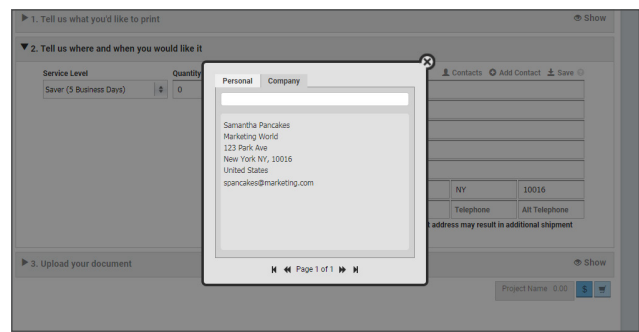 1. Tell us what you'd like to print
Show
2. Tell us where and when you would like it
Service Level
Quantity
Contacts
Add Contact
Save
Saver (5 Business Days)
0
Personal
Company
Samantha Pancakes
Marketing World
123 Park Ave
New York NY, 10016
United States
spancakes@marketing.com
NY
10016
Telephone
Alt Telephone
t address may result in additional shipment
Page 1 of 1
3. Upload your document
Show
Project Name 0.00
$